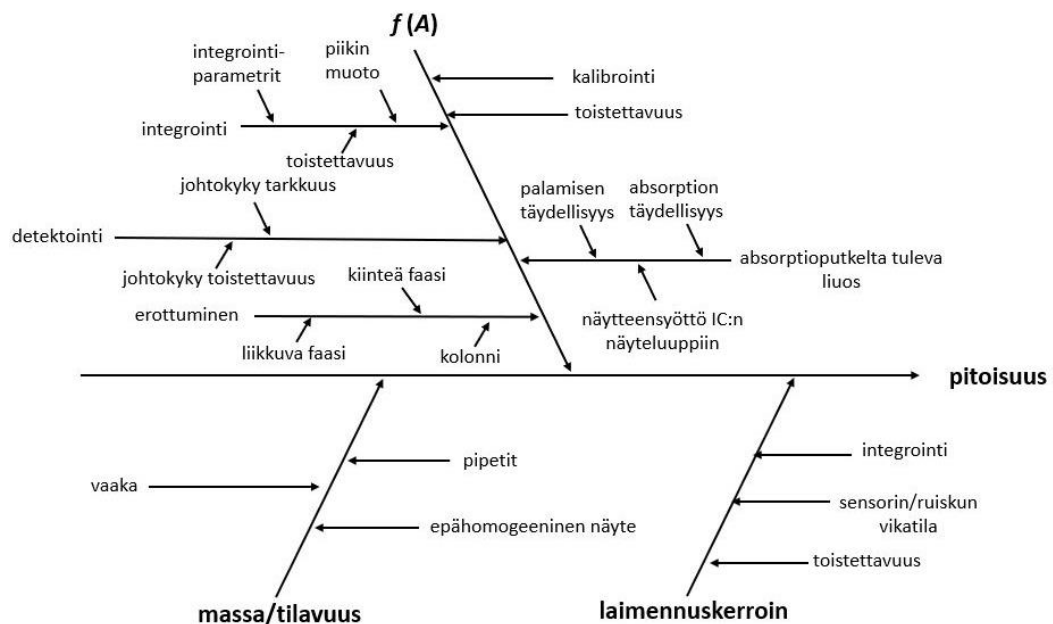 f (A)
integrointi-
parametrit
piikin
muoto
kalibrointi
toistettavuus
integrointi
toistettavuus
johtokyky tarkkuus
palamisen
täydellisyys
absorption
täydellisyys
detektointi
johtokyky toistettavuus
absorptioputkelta tuleva
liuos
kiinteä faasi
erottuminen
näytteensyöttö IC:n
näyteluuppiin
liikkuva faasi
kolonni
pitoisuus
pipetit
vaaka
epähomogeeninen näyte
massa/tilavuus
integrointi
sensorin/ruiskun
vikatila
toistettavuus
laimennuskerroin